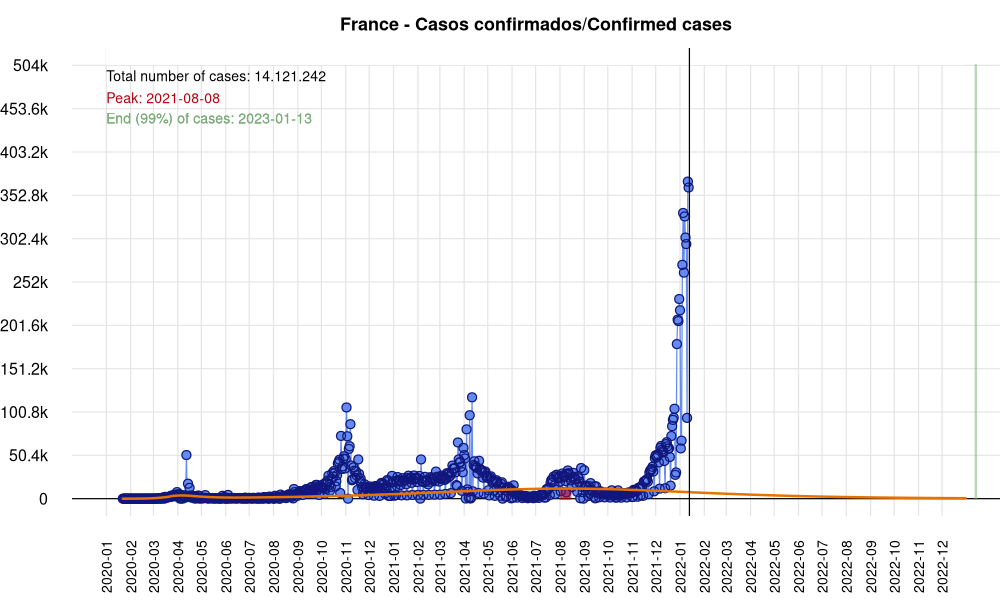 France - Casos confirmados/Confirmed cases
Total number of cases: 14.121.242
Peak: 2021-08-08
End (99%) of cases: 2023-01-13
504k
453.6k
403.2k
352.8k
302.4k
252k
201.6k
151.2k
100.8k
50.4k
0
2020-01
2020-02
2020-03
2020-04
2020-05
2020-06
2020-07
2020-08
2020-09
2020-10
2020-11
2020-12
2021-01
2021-02
2021-03
2021-04
2021-05
2021-06
2021-07
2021-08
2021-09
2021-10
2021-11
2021-12
2022-01
2022-02
2022-03
2022-04
2022-05
2022-06
2022-07
2022-08
2022-09
2022-10
2022-11
2022-12